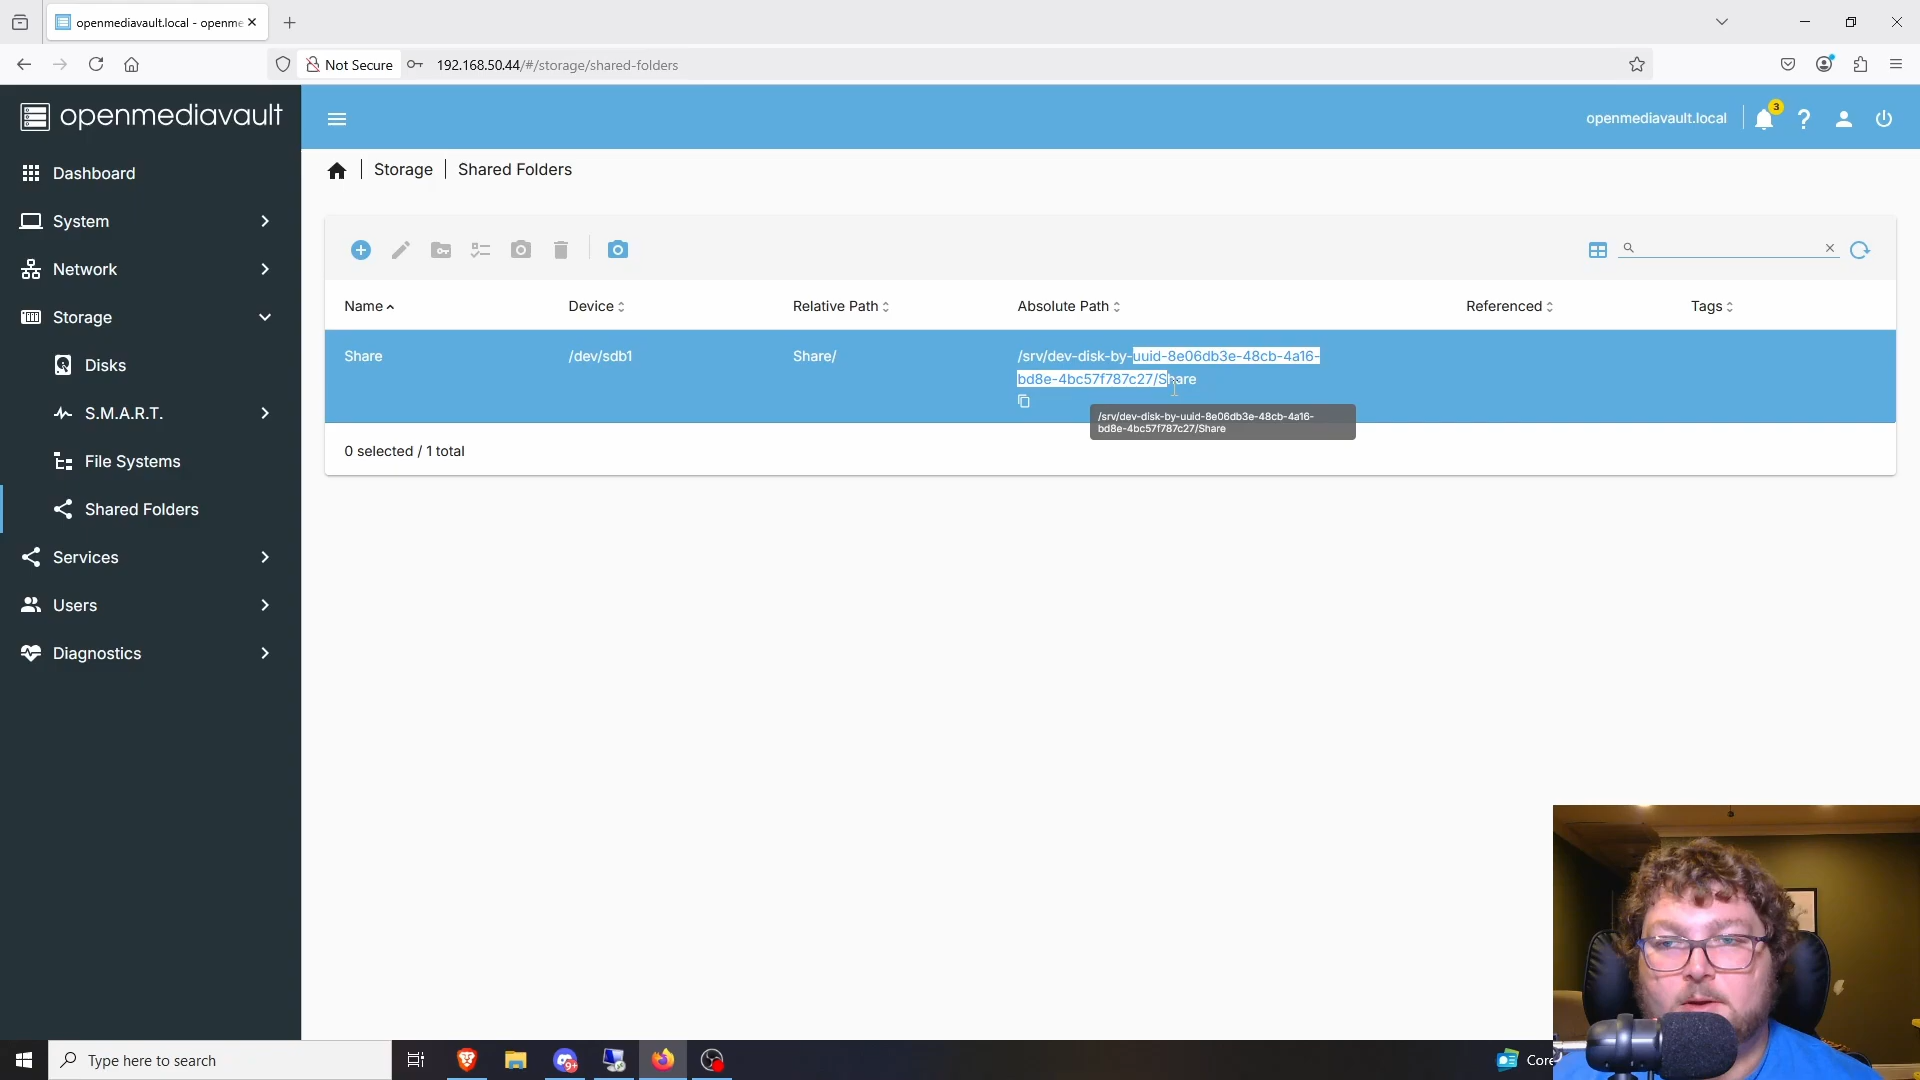 openmediavault.local - openme
Not Secure
192.168.50.44/#/storage/shared-folders
openmediavault
openmediavault.local
3
Storage
Shared Folders
Dashboard
System
Network
Storage
Disks
S.M.A.R.T.
File Systems
Shared Folders
Services
Users
Diagnostics
Name
Device
Relative Path
Absolute Path
Referenced
Tags
Share
/dev/sdb1
Share/
/srv/dev-disk-by-uuid-8e06db3e-48cb-4a16-
bd8e-4bc57f787c27/Share
/srv/dev-disk-by-uuid-8e06db3e-48cb-4a16-
bd8e-4bc57f787c27/Share
0 selected / 1 total
Type here to search
9+
Core